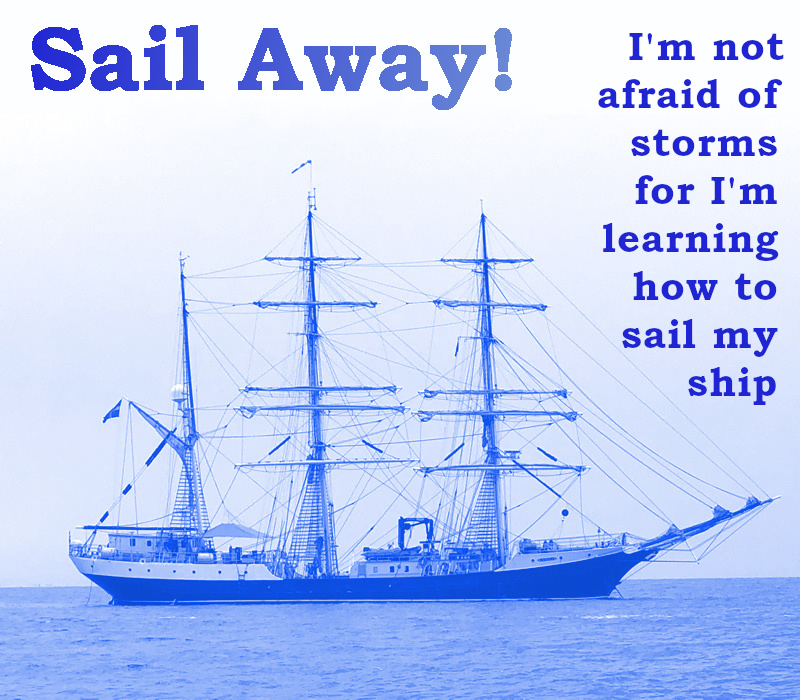 Sail Away!
I'm not
afraid of
storms
for I'm
learning
how to
sail my
ship